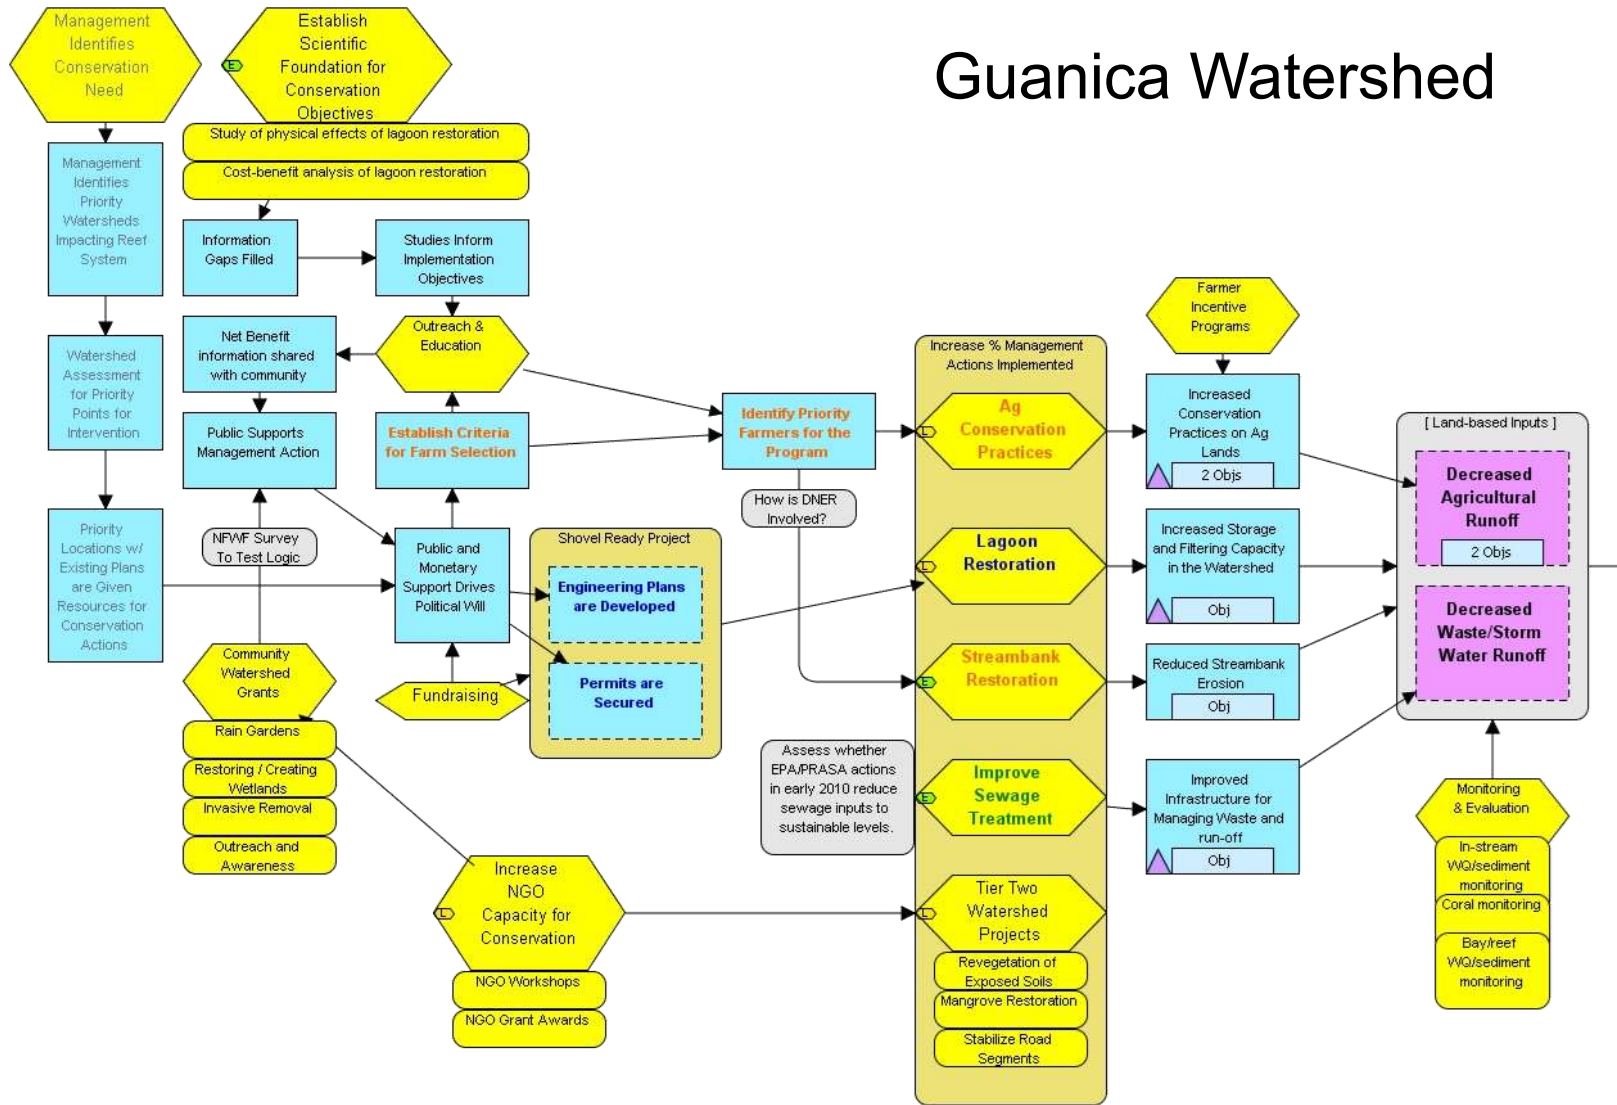 Guanica Watershed
Management
Identifies
Conservation
Need
Establish
Scientific
Foundation for
Conservation
Objectives
E
Study of physical effects of lagoon restoration
Cost-benefit analysis of lagoon restoration
Management
Identifies
Priority
Watersheds
Impacting Reef
System
Information
Gaps Filled
Studies Inform
Implementation
Objectives
Watershed
Assessment
for Priority
Points for
Intervention
Net Benefit
information shared
with community
Outreach &
Education
Public Supports
Management Action
Establish Criteria
for Farm Selection
Identify Priority
Farmers for the
Program
How is DNER
Involved?
Priority
Locations w/
Existing Plans
are Given
Resources for
Conservation
Actions
NFWF Survey
To Test Logic
Public and
Monetary
Support Drives
Political Will
Shovel Ready Project
Engineering Plans
are Developed
Permits are
Secured
Community
Watershed
Grants
Fundraising
Rain Gardens
Restoring / Creating
Wetlands
Invasive Removal
Outreach and
Awareness
Increase
NGO
Capacity for
Conservation
L
NGO Workshops
NGO Grant Awards
Assess whether
EPA/PRASA actions
in early 2010 reduce
sewage inputs to
sustainable levels.
Increase % Management
Actions Implemented
Ag
Conservation
Practices
L
Lagoon
Restoration
L
Streambank
Restoration
E
Improve
Sewage
Treatment
E
Tier Two
Watershed
Projects
L
Revegetation of
Exposed Soils
Mangrove Restoration
Stabilize Road
Segments
Farmer
Incentive
Programs
Increased
Conservation
Practices on Ag
Lands
2 Objs
Increased Storage
and Filtering Capacity
in the Watershed
Obj
Reduced Streambank
Erosion
Obj
Improved
Infrastructure for
Managing Waste and
run-off
Obj
[ Land-based Inputs ]
Decreased
Agricultural
Runoff
2 Objs
Decreased
Waste/Storm
Water Runoff
Monitoring
& Evaluation
In-stream
WQ/sediment
monitoring
Coral monitoring
Bay/reef
WQ/sediment
monitoring